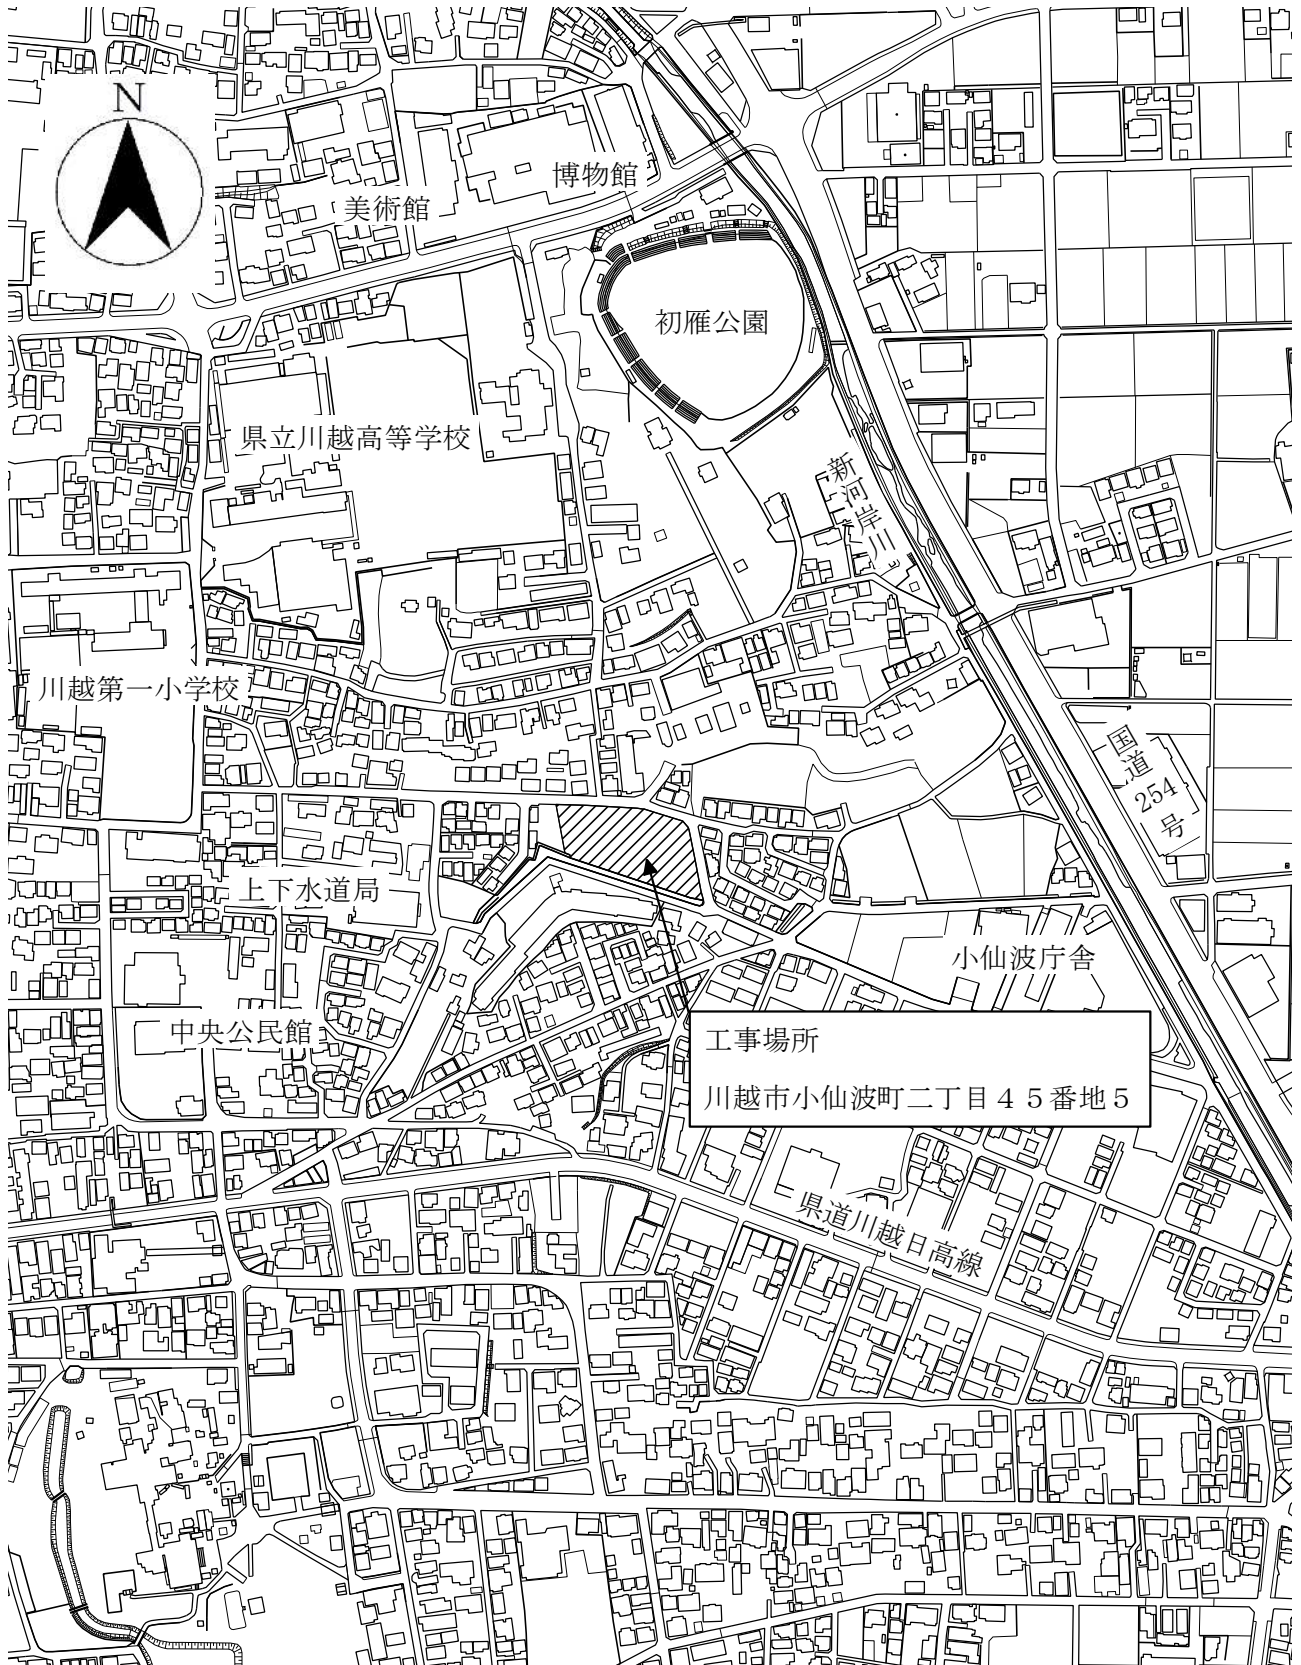 N
博物館
美術館
初雁公園
県立川越高等学校
新河岸川
川越第一小学校
国道
254
号
上下水道局
小仙波庁舎
中央公民館
工事場所
川越市小仙波町二丁目４５番地５
県道川越日高線